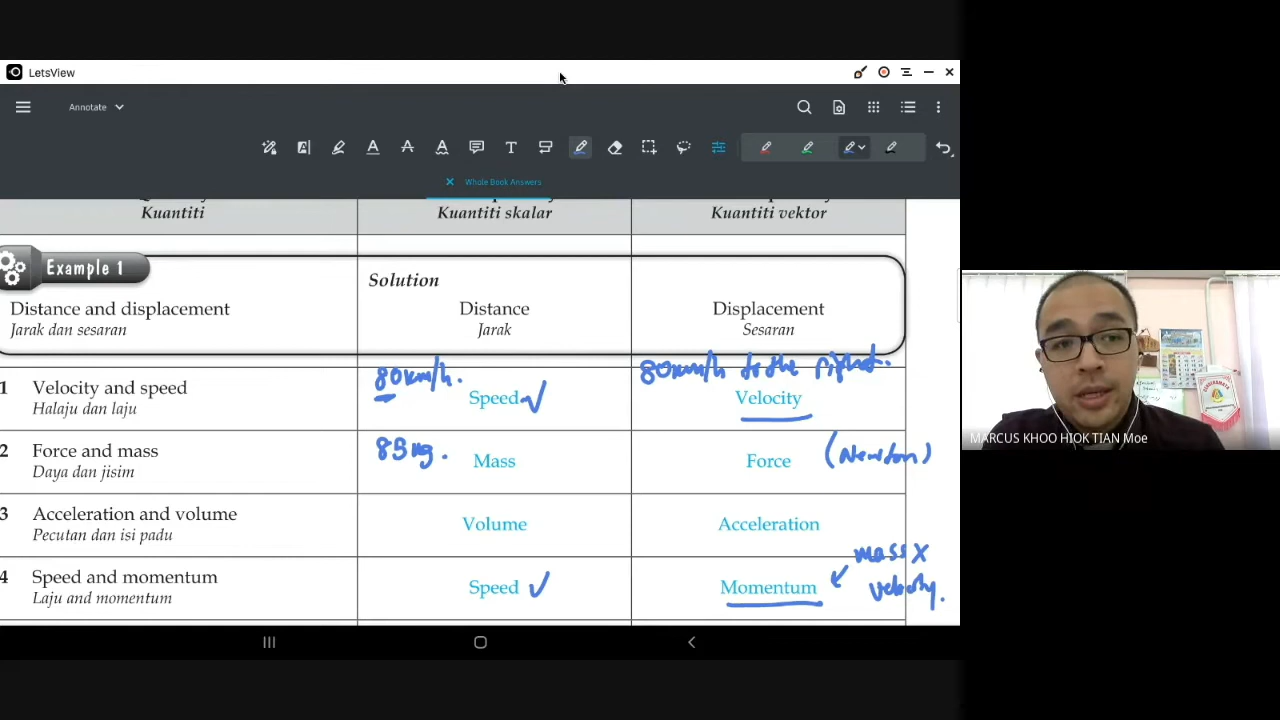 LetsView
Annotate
Whole Book Answers
Kuantiti
Kuantiti skalar
Kuantiti vektor
Example 1
Solution
Distance and displacement
Distance
Displacement
Jarak dan sesaran
Jarak
Sesaran
80km/h.
80km/h to the right.
1 Velocity and speed
Speed
Velocity
Halaju dan laju
83kg.
2 Force and mass
Mass
Force
(Newton)
Daya dan jisim
3 Acceleration and volume
Volume
Acceleration
Pecutan dan isi padu
mass X
velocity.
4 Speed and momentum
Speed
Momentum
Laju and momentum
MARCUS KHOO HIOK TIAN Moe